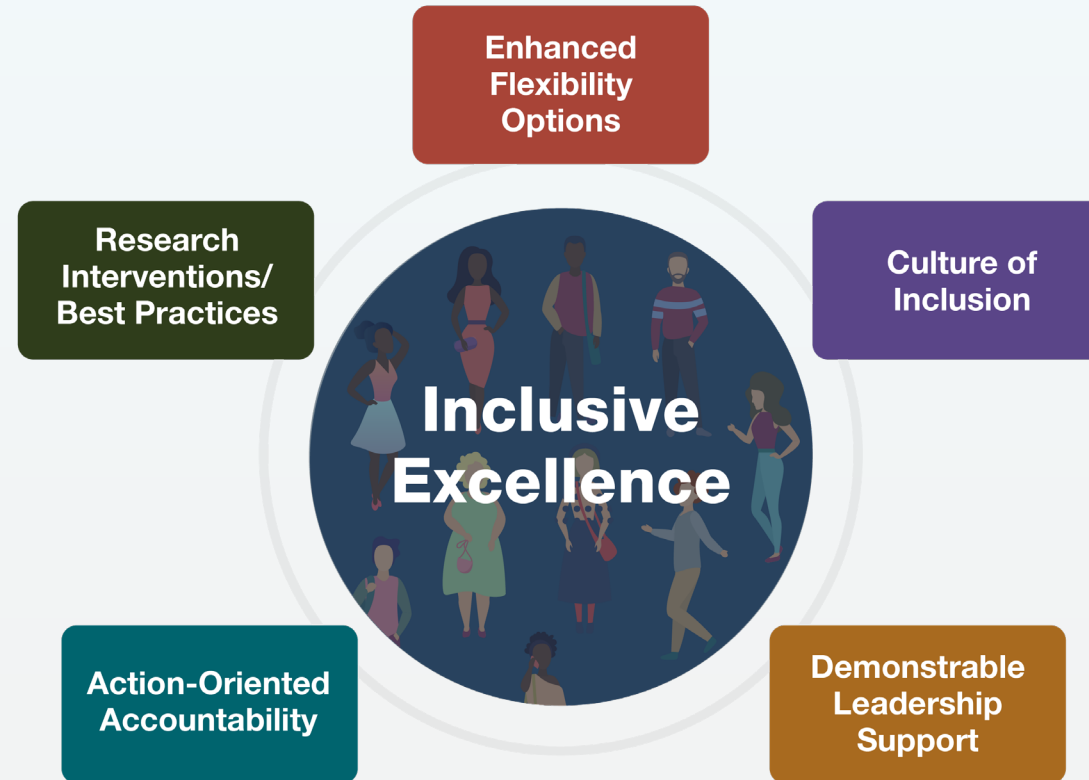 Enhanced
Flexibility
Options
Research
Interventions/
Best Practices
Culture of
Inclusion
Inclusive
Excellence
Action-Oriented
Accountability
Demonstrable
Leadership
Support